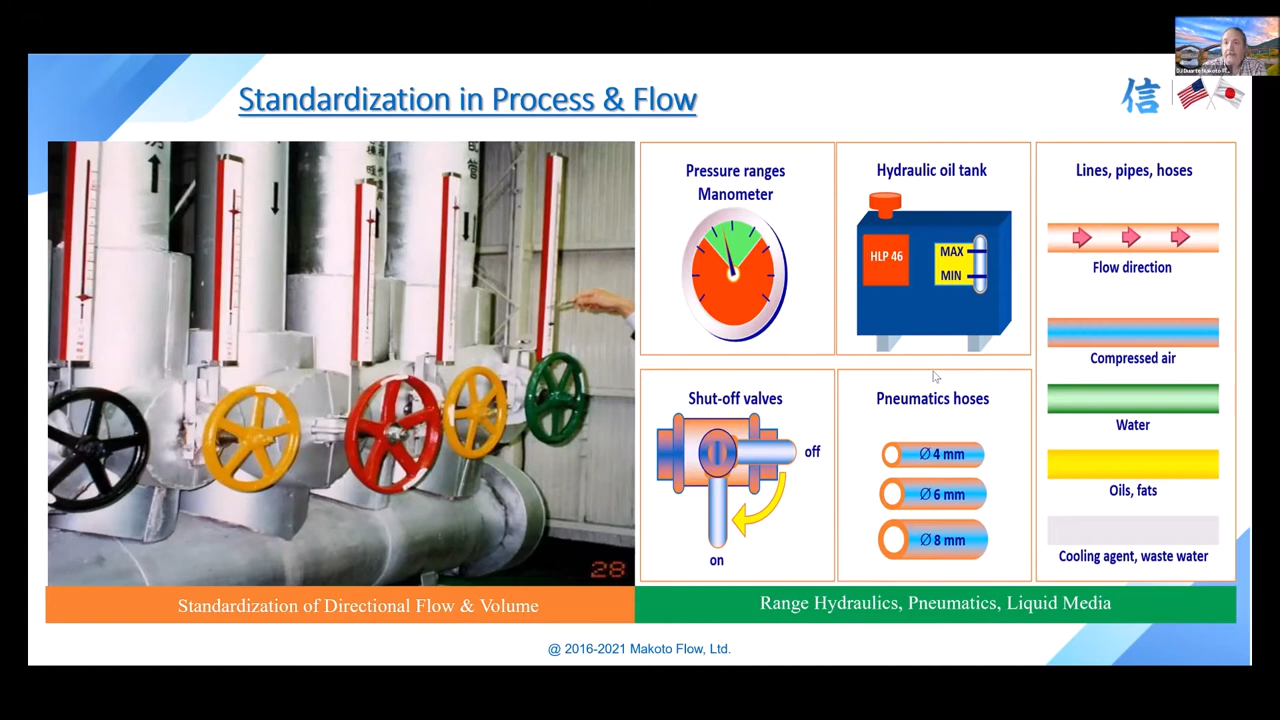 Standardization in Process & Flow
信
28
Standardization of Directional Flow & Volume
Pressure ranges
Manometer
Hydraulic oil tank
HLP 46
MAX
MIN
Shut-off valves
off
on
Pneumatics hoses
Ø 4 mm
Ø 6 mm
Ø 8 mm
Lines, pipes, hoses
Flow direction
Compressed air
Water
Oils, fats
Cooling agent, waste water
Range Hydraulics, Pneumatics, Liquid Media
@ 2016-2021 Makoto Flow, Ltd.